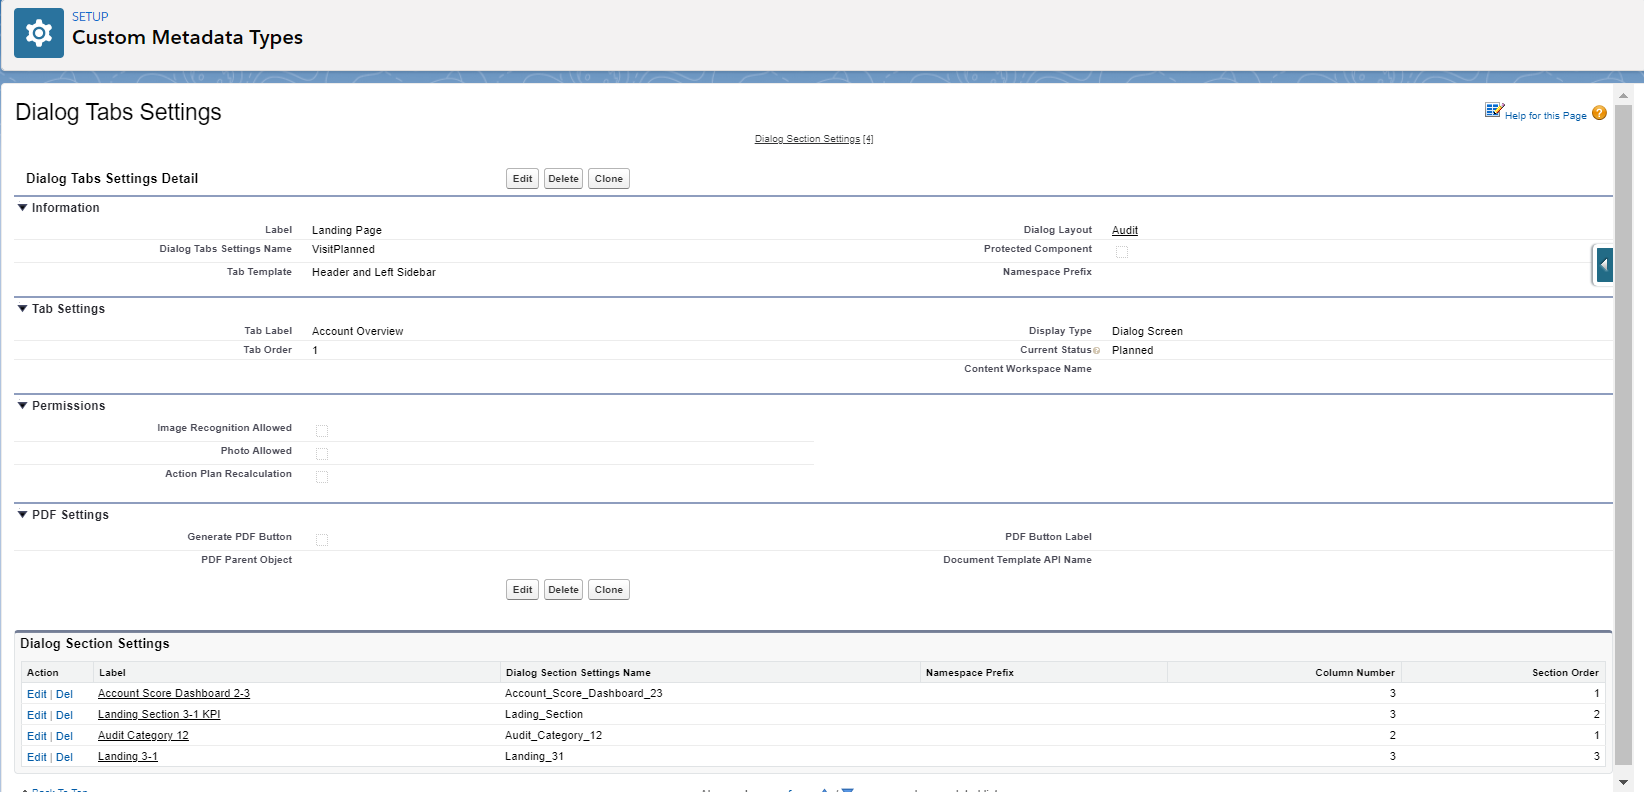 SETUP
Custom Metadata Types
Dialog Tabs Settings
Help for this Page ?
Dialog Section Settings [4]
Dialog Tabs Settings Detail Edit Delete Clone
Information
Label Landing Page Dialog Layout Audit
Dialog Tabs Settings Name VisitPlanned Protected Component
Tab Template Header and Left Sidebar Namespace Prefix
Tab Settings
Tab Label Account Overview Display Type Dialog Screen
Tab Order 1 Current Status Planned
Content Workspace Name
Permissions
Image Recognition Allowed
Photo Allowed
Action Plan Recalculation
PDF Settings
Generate PDF Button PDF Button Label
PDF Parent Object Document Template API Name
Edit Delete Clone
Dialog Section Settings
Action Label Dialog Section Settings Name Namespace Prefix Column Number Section Order
Edit | Del Account Score Dashboard 2-3 Account_Score_Dashboard_23 3 1
Edit | Del Landing Section 3-1 KPI Lading_Section 3 2
Edit | Del Audit Category 12 Audit_Category_12 2 1
Edit | Del Landing 3-1 Landing_31 3 3
Back To Top